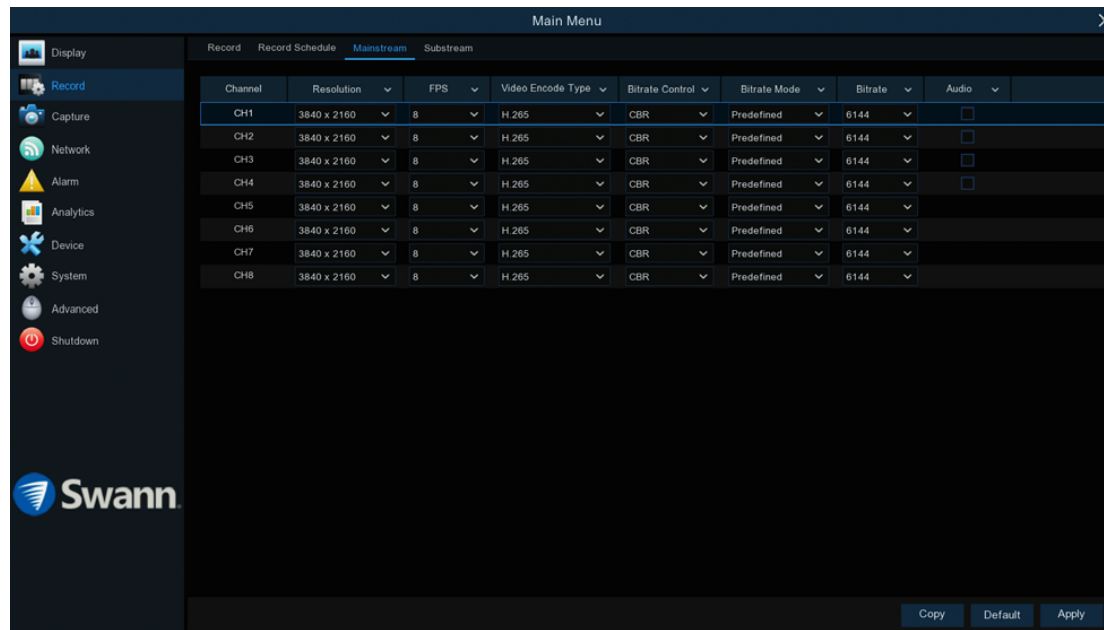 Main Menu
Display
Record
Capture
Network
Alarm
Analytics
Device
System
Advanced
Shutdown
Swann
Record Record Schedule Mainstream Substream
Channel Resolution FPS Video Encode Type Bitrate Control Bitrate Mode Bitrate Audio
CH1 3840 x 2160 8 H.265 CBR Predefined 6144
CH2 3840 x 2160 8 H.265 CBR Predefined 6144
CH3 3840 x 2160 8 H.265 CBR Predefined 6144
CH4 3840 x 2160 8 H.265 CBR Predefined 6144
CH5 3840 x 2160 8 H.265 CBR Predefined 6144
CH6 3840 x 2160 8 H.265 CBR Predefined 6144
CH7 3840 x 2160 8 H.265 CBR Predefined 6144
CH8 3840 x 2160 8 H.265 CBR Predefined 6144
Copy Default Apply